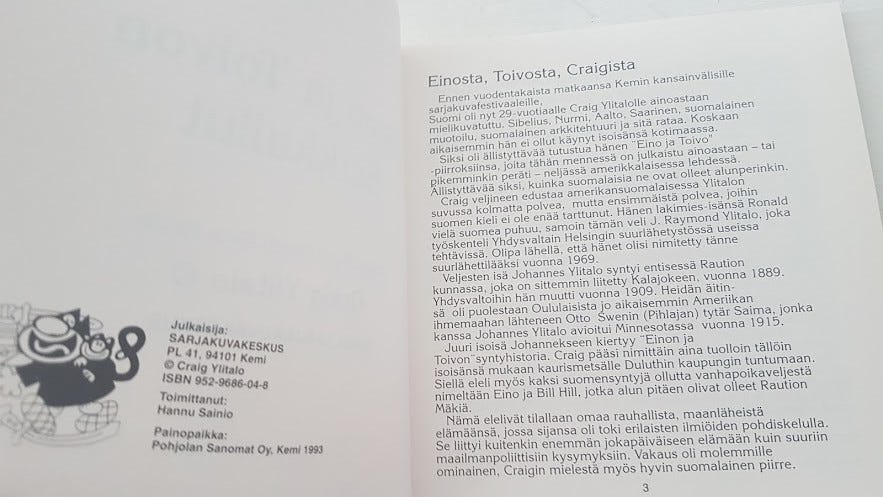 Julkaisija:
SARJAKUVAKESKUS
PL 41, 94101 Kemi
© Craig Ylitalo
ISBN 952-9686-04-8
Toimittanut:
Hannu Sainio
Painopaikka:
Pohjolan Sanomat Oy, Kemi 1993
Einosta, Toivosta, Craigista
Ennen vuodentakaista matkaansa Kemin kansainvälisille
sarjakuvafestivaaleille,
Suomi oli nyt 29-vuotiaalle Craig Ylitalolle ainoastaan
mielikuvatuttu. Sibelius, Nurmi, Aalto, Saarinen, suomalainen
muotoilu, suomalainen arkkitehtuuri ja sitä rataa. Koskaan
aikaisemmin hän ei ollut käynyt isoisänsä kotimaassa.
Siksi oli ällistyttävää tutustua hänen "Eino ja Toivo"
-piirroksiinsa, joita tähän mennessä on julkaistu ainoastaan – tai
pikemminkin peräti – neljässä amerikkalaisessa lehdessä.
Ällistyttävää siksi, kuinka suomalaisia ne ovat olleet alunperinkin.
Craig veljineen edustaa amerikansuomalaisessa Ylitalon
suvussa kolmatta polvea, mutta ensimmäistä polvea, joihin
suomen kieli ei ole enää tarttunut. Hänen lakimies-isänsä Ronald
vielä suomea puhuu, samoin tämän veli J. Raymond Ylitalo, joka
työskenteli Yhdysvaltain Helsingin suurlähetystössä useissa
tehtävissä. Olipa lähellä, että hänet olisi nimitetty tänne
suurlähettilääksi vuonna 1969.
Veljesten isä Johannes Ylitalo syntyi entisessä Raution
kunnassa, joka on sittemmin liitetty Kalajokeen, vuonna 1889.
Yhdysvaltoihin hän muutti vuonna 1909. Heidän äitin-
sä oli puolestaan Oululaisista jo aikaisemmin Ameriikan
ihmemaahan lähteneen Otto Swenin (Pihlajan) tytär Saima, jonka
kanssa Johannes Ylitalo avioitui Minnesotassa vuonna 1915.
Juuri isoisä Johannekseen kiertyy "Einon ja
Toivon"syntyhistoria. Craig pääsi nimittäin aina tuolloin tällöin
isoisänsä mukaan kaurismetsälle Duluthin kaupungin tuntumaan.
Siellä eleli myös kaksi suomensyntyjä ollutta vanhapoikaveljestä
nimeltään Eino ja Bill Hill, jotka alun pitäen olivat olleet Raution
Mäkiä.
Nämä elelivät tilallaan omaa rauhallista, maanläheistä
elämäänsä, jossa sijansa oli toki erilaisten ilmiöiden pohdiskelulla.
Se liittyi kuitenkin enemmän jokapäiväiseen elämään kuin suuriin
maailmanpoliittisiin kysymyksiin. Vakaus oli molemmille
ominainen, Craigin mielestä myös hyvin suomalainen piirre.
3